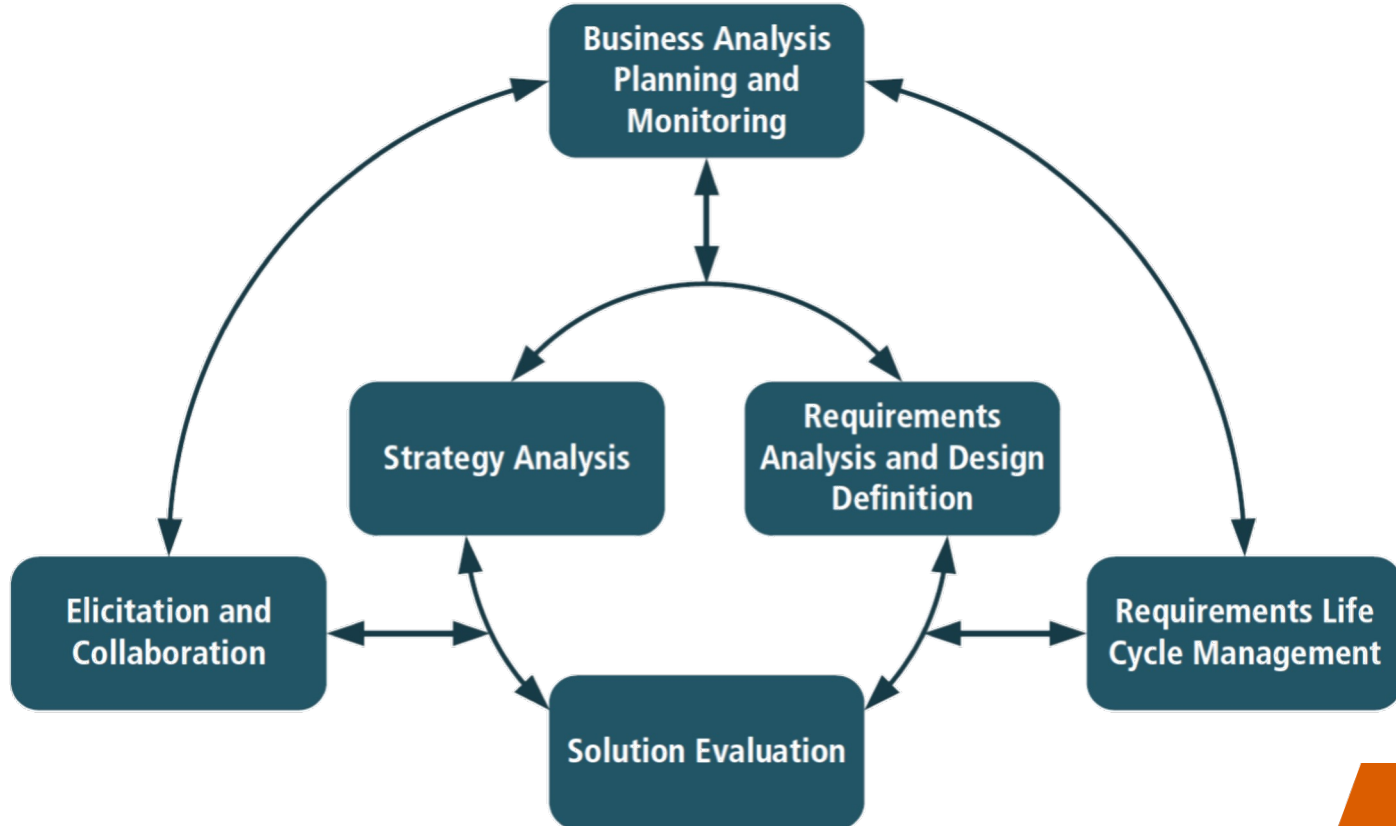 Business Analysis
Planning and
Monitoring
Strategy Analysis
Requirements
Analysis and Design
Definition
Elicitation and
Collaboration
Requirements Life
Cycle Management
Solution Evaluation